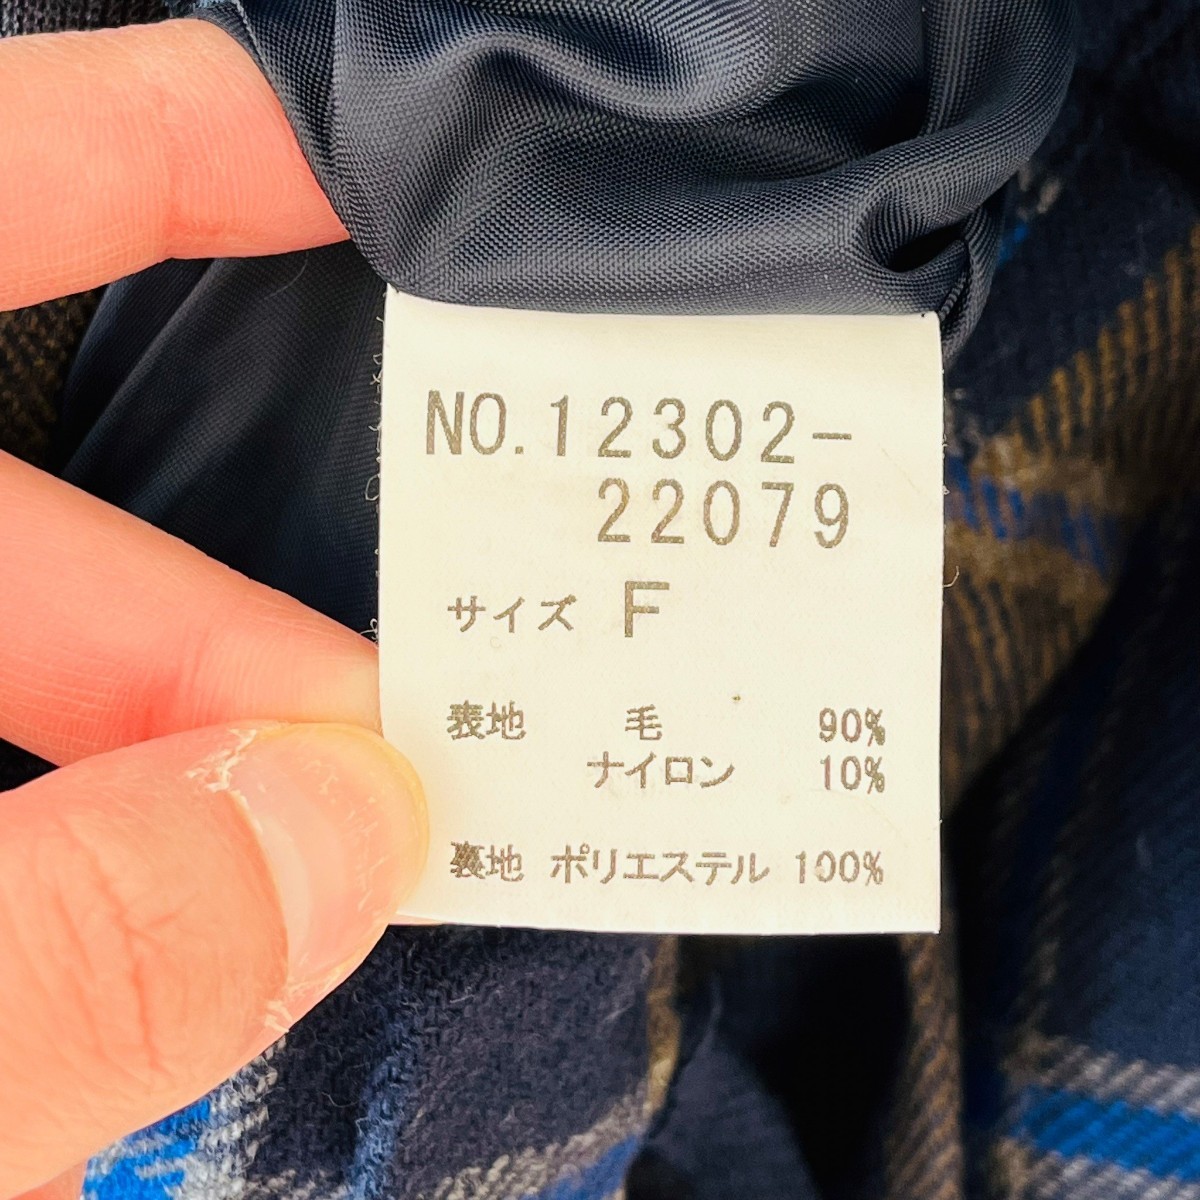 NO.12302-
22079
サイズ F
表地 毛 90%
ナイロン 10%
裏地 ポリエステル 100%